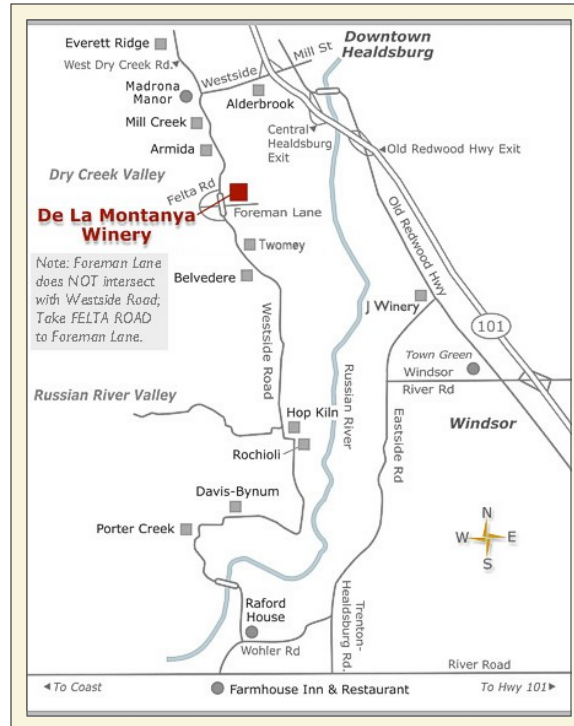 Downtown
Healdsburg
Everett Ridge
West Dry Creek Rd.
Westside
Mill St
Madrona
Manor
Alderbrook
Mill Creek
Central
Healdsburg
Exit
Old Redwood Hwy Exit
Armida
Dry Creek Valley
Felta Rd
De La Montanya
Winery
Foreman Lane
Old Redwood Hwy
Note: Foreman Lane
does NOT intersect
with Westside Road;
Take FELTA ROAD
to Foreman Lane.
Twomey
Belvedere
J Winery
101
Westside Road
Russian River
Town Green
Windsor
River Rd
Russian River Valley
Hop Kiln
Rochioli
Eastside Rd
Windsor
Davis-Bynum
Porter Creek
N
W
E
S
Raford
House
Trenton-
Healdsburg Rd.
Wohler Rd
River Road
To Coast
Farmhouse Inn & Restaurant
To Hwy 101